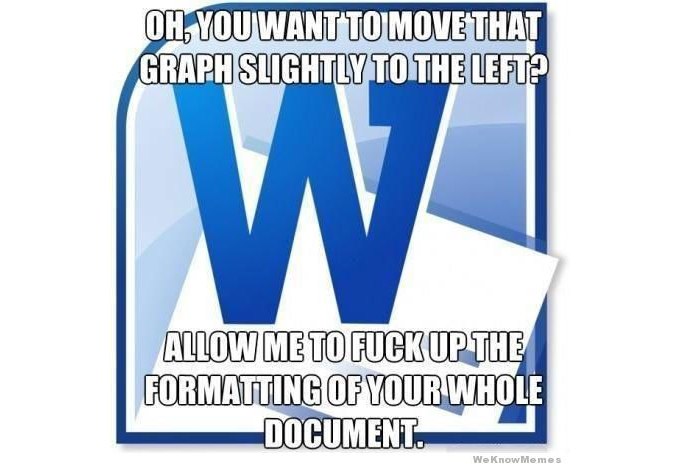 OH, YOU WANT TO MOVE THAT
GRAPH SLIGHTLY TO THE LEFT?
W
ALLOW ME TO FUCK UP THE
FORMATTING OF YOUR WHOLE
DOCUMENT.
WeKnowMemes